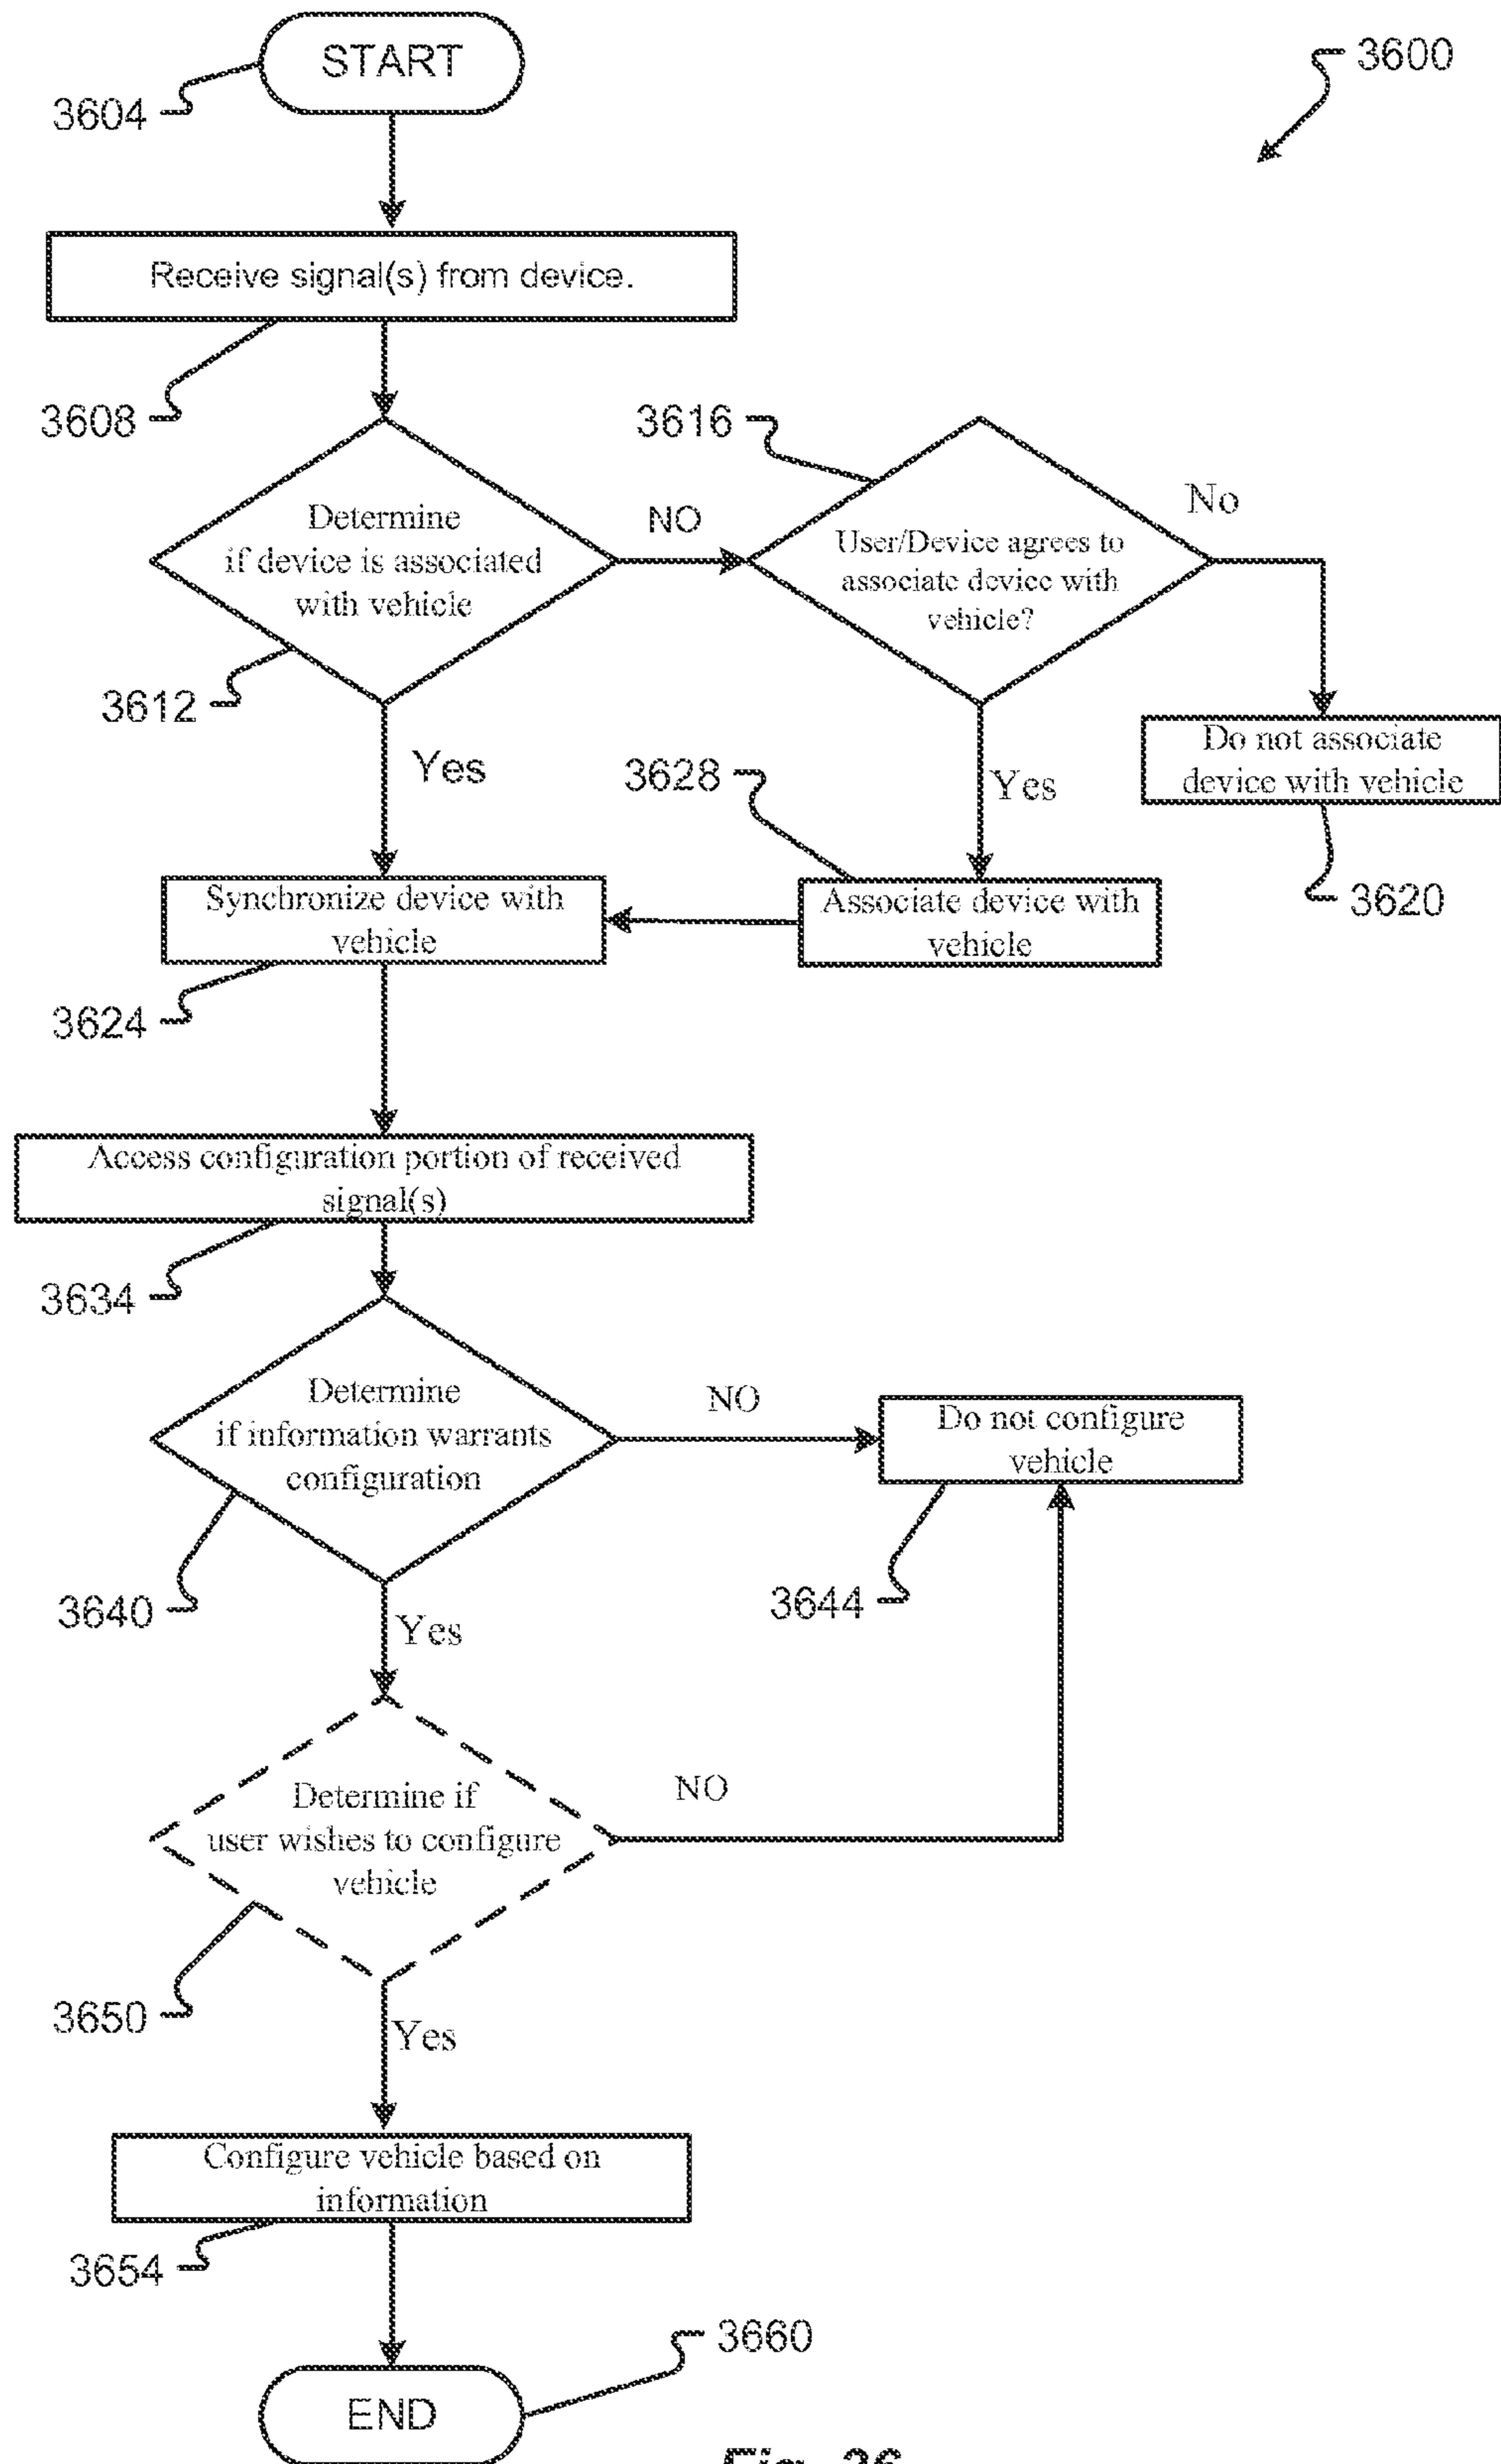 START
3600
3604
Receive signal(s) from device.
3608
3616
Determine
if device is associated
with vehicle
NO
User/Device agrees to
associate device with
vehicle?
No
3612
Yes
3628
Yes
Do not associate
device with vehicle
3620
Synchronize device with
vehicle
Associate device with
vehicle
3624
Access configuration portion of received
signal(s)
3634
Determine
if information warrants
configuration
NO
Do not configure
vehicle
3640
3644
Yes
Determine if
user wishes to configure
vehicle
NO
3650
Yes
Configure vehicle based on
information
3654
3660
END
Fig. 36